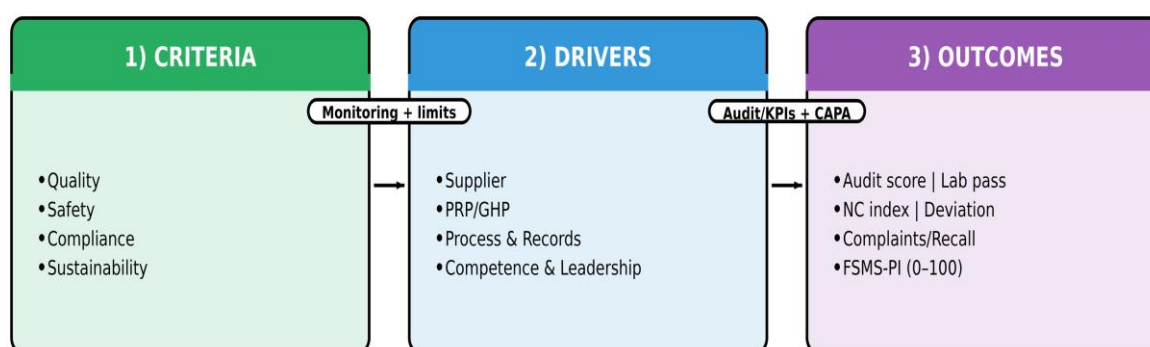 1) CRITERIA
•Quality
•Safety
•Compliance
•Sustainability
Monitoring + limits
2) DRIVERS
•Supplier
•PRP/GHP
•Process & Records
•Competence & Leadership
Audit/KPIs + CAPA
3) OUTCOMES
•Audit score | Lab pass
•NC index | Deviation
•Complaints/Recall
•FSMS-PI (0–100)